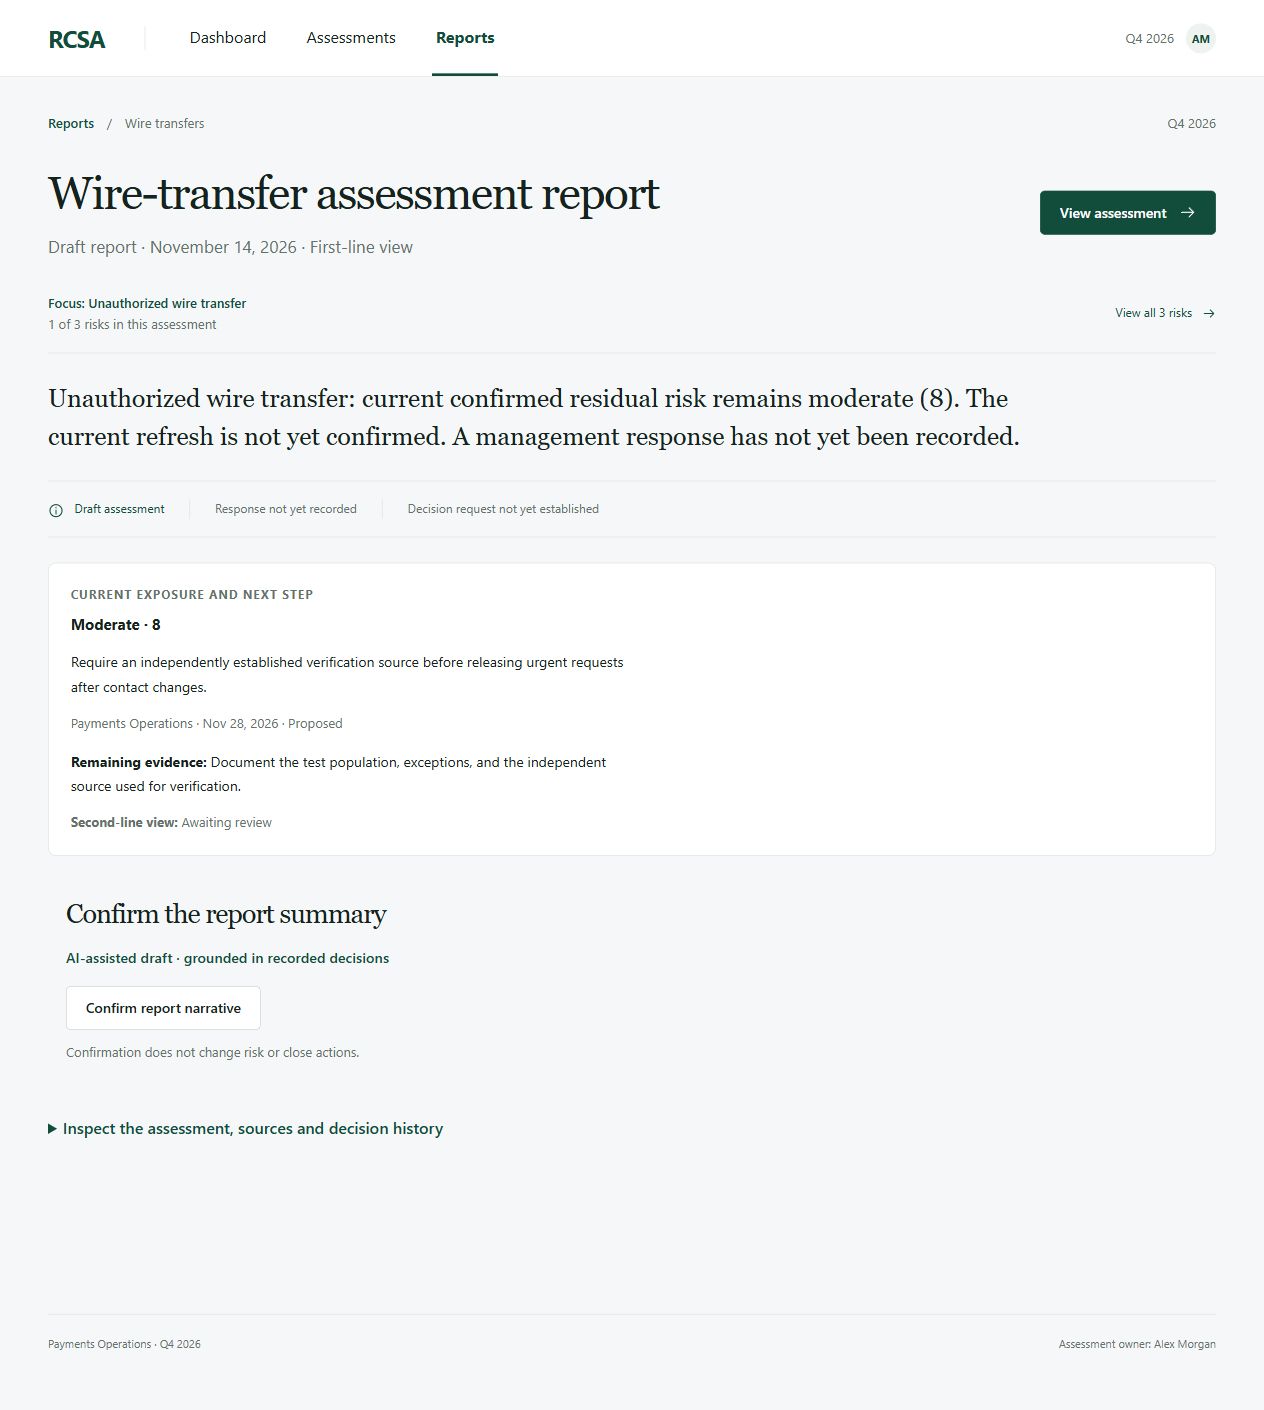 RCSA
Dashboard
Assessments
Reports
Q4 2026
AM
Reports / Wire transfers
Q4 2026
Wire-transfer assessment report
View assessment →
Draft report · November 14, 2026 · First-line view
Focus: Unauthorized wire transfer
1 of 3 risks in this assessment
View all 3 risks →
Unauthorized wire transfer: current confirmed residual risk remains moderate (8). The
current refresh is not yet confirmed. A management response has not yet been recorded.
Draft assessment
Response not yet recorded
Decision request not yet established
CURRENT EXPOSURE AND NEXT STEP
Moderate · 8
Require an independently established verification source before releasing urgent requests
after contact changes.
Payments Operations · Nov 28, 2026 · Proposed
Remaining evidence: Document the test population, exceptions, and the independent
source used for verification.
Second-line view: Awaiting review
Confirm the report summary
AI-assisted draft · grounded in recorded decisions
Confirm report narrative
Confirmation does not change risk or close actions.
Inspect the assessment, sources and decision history
Payments Operations · Q4 2026
Assessment owner: Alex Morgan